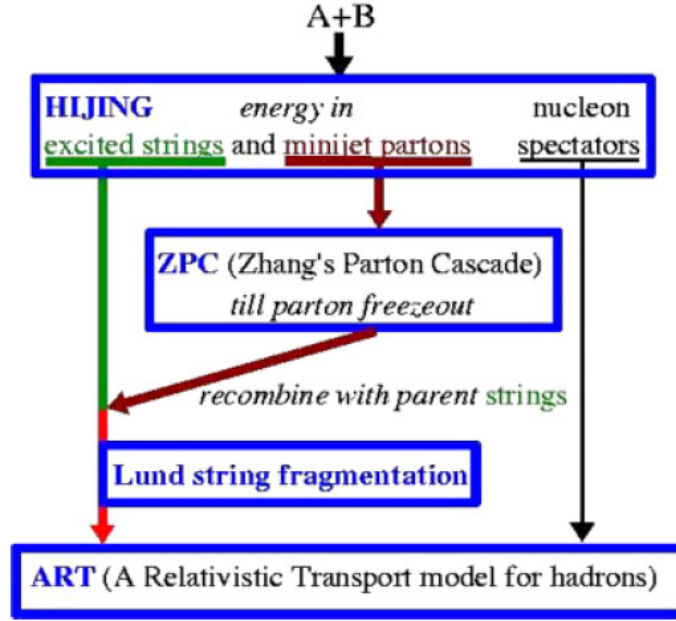 A+B
HIJING energy in nucleon
excited strings and minijet partons spectators
ZPC (Zhang's Parton Cascade)
till parton freezeout
recombine with parent strings
Lund string fragmentation
ART (A Relativistic Transport model for hadrons)